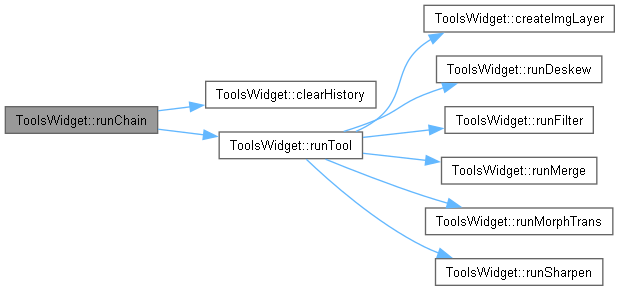 ToolsWidget::createImgLayer
ToolsWidget::runDeskew
ToolsWidget::clearHistory
ToolsWidget::runChain
ToolsWidget::runFilter
ToolsWidget::runTool
ToolsWidget::runMerge
ToolsWidget::runMorphTrans
ToolsWidget::runSharpen